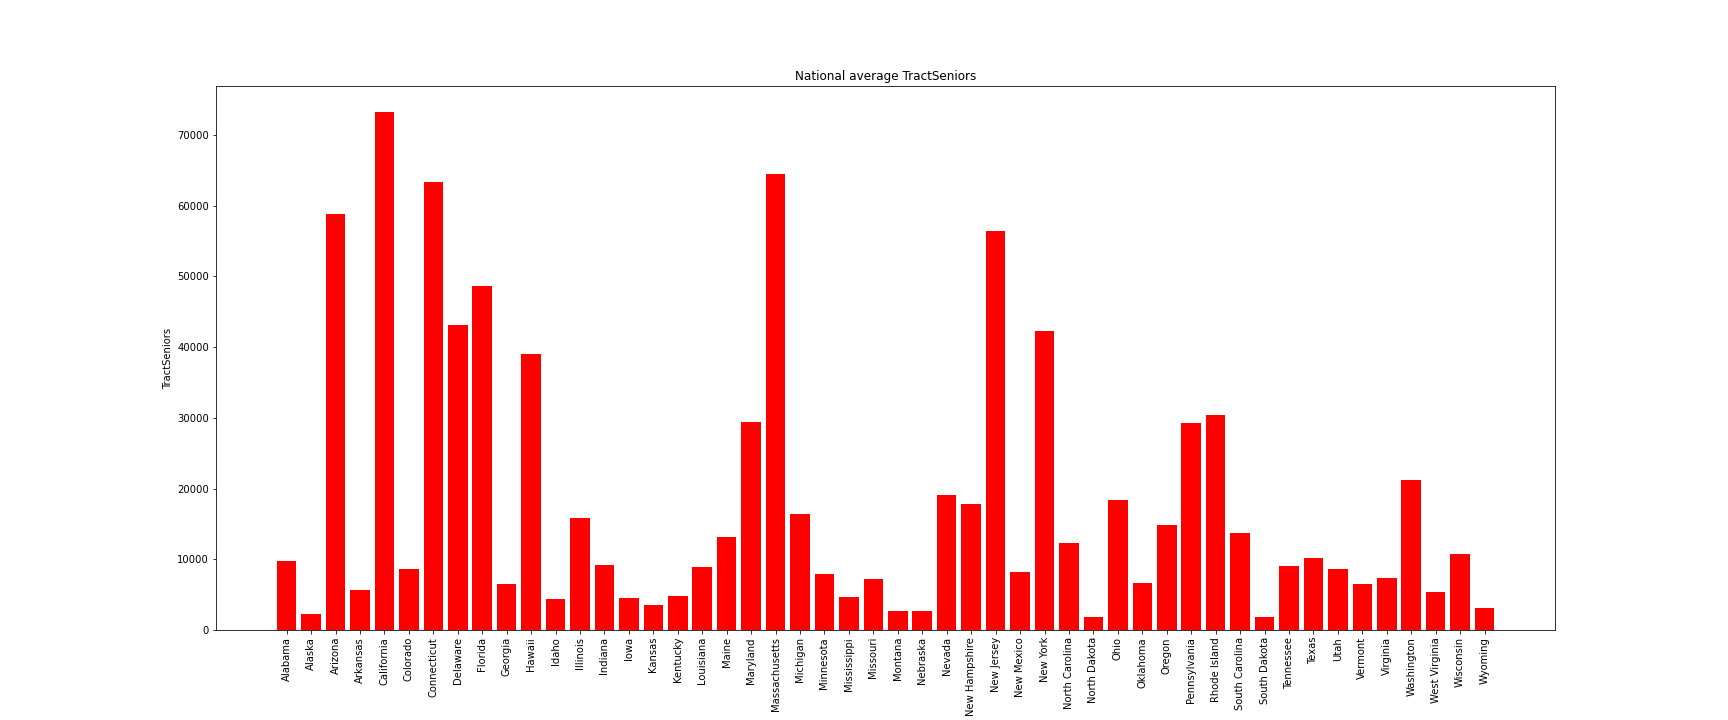 National average TractSeniors
TractSeniors
70000
60000
50000
40000
30000
20000
10000
0
Alabama
Alaska
Arizona
Arkansas
California
Colorado
Connecticut
Delaware
Florida
Georgia
Hawaii
Idaho
Illinois
Indiana
Iowa
Kansas
Kentucky
Louisiana
Maine
Maryland
Massachusetts
Michigan
Minnesota
Mississippi
Missouri
Montana
Nebraska
Nevada
New Hampshire
New Jersey
New Mexico
New York
North Carolina
North Dakota
Ohio
Oklahoma
Oregon
Pennsylvania
Rhode Island
South Carolina
South Dakota
Tennessee
Texas
Utah
Vermont
Virginia
Washington
West Virginia
Wisconsin
Wyoming